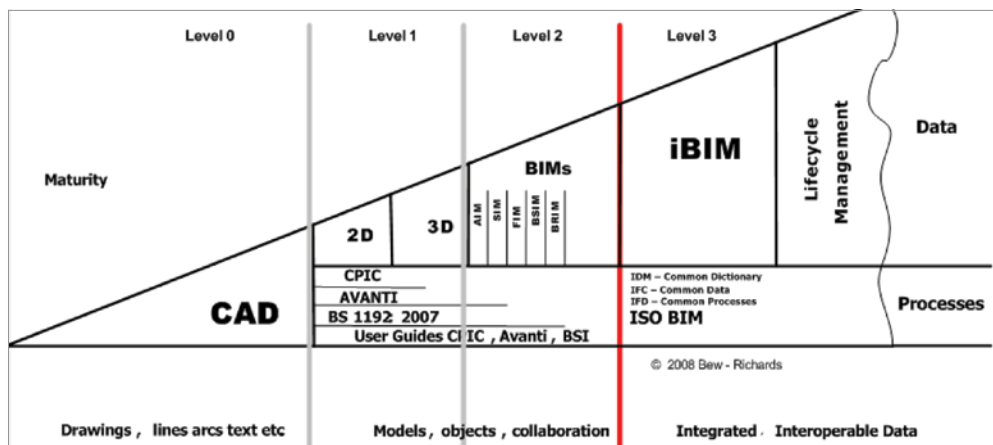 Level 0 Level 1 Level 2 Level 3
Maturity
CAD
2D
3D
BIMs
AIM
SIM
FIM
BSIM
BRIM
iBIM
Lifecycle
Management
Data
CPIC
AVANTI
BS 1192: 2007
User Guides CPIC , Avanti , BSI
IDM – Common Dictionary
IFC – Common Data
IFD – Common Processes
ISO BIM
Processes
© 2008 Bew - Richards
Drawings , lines arcs text etc
Models , objects , collaboration
Integrated , Interoperable Data